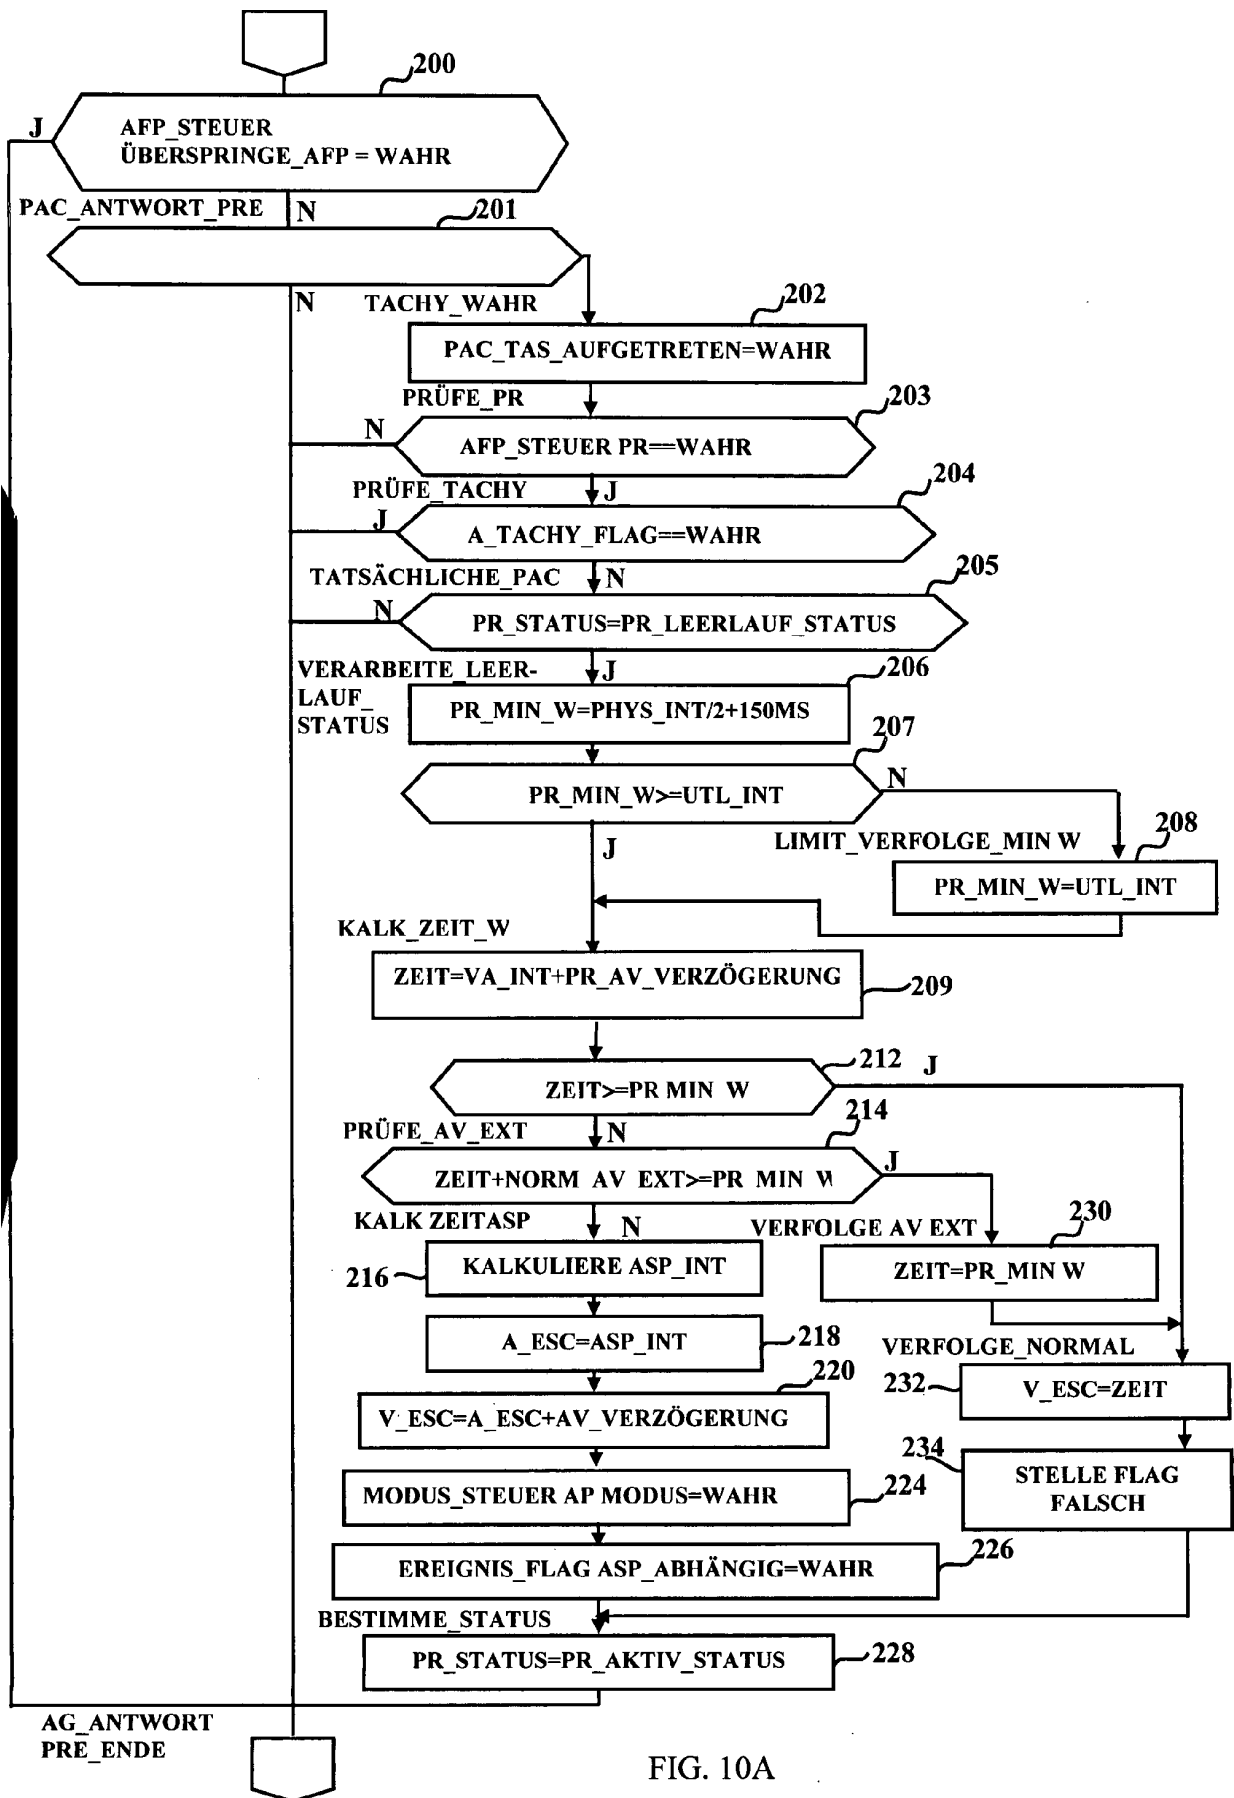 200
J
AFP_STEUER
ÜBERSPRINGE_AFP = WAHR
PAC_ANTWORT_PRE
N
201
N
TACHY_WAHR
202
PAC_TAS_AUFGETRETEN=WAHR
PRÜFE_PR
203
N
AFP_STEUER PR==WAHR
PRÜFE_TACHY
J
204
J
A_TACHY_FLAG==WAHR
TATSÄCHLICHE_PAC
N
205
N
PR_STATUS=PR_LEERLAUF_STATUS
VERARBEITE_LEER-
LAUF_
STATUS
J
206
PR_MIN_W=PHYS_INT/2+150MS
207
PR_MIN_W>=UTL_INT
N
J
LIMIT_VERFOLGE_MIN W
208
PR_MIN_W=UTL_INT
KALK_ZEIT_W
ZEIT=VA_INT+PR_AV_VERZÖGERUNG
209
212
J
ZEIT>=PR MIN W
PRÜFE_AV_EXT
N
214
ZEIT+NORM AV EXT>=PR MIN W
J
KALK ZEITASP
N
VERFOLGE AV EXT
230
216
KALKULIERE ASP_INT
ZEIT=PR_MIN W
A_ESC=ASP_INT
218
VERFOLGE_NORMAL
220
232
V_ESC=ZEIT
V_ESC=A_ESC+AV_VERZÖGERUNG
234
STELLE FLAG
FALSCH
MODUS_STEUER AP MODUS=WAHR
224
226
EREIGNIS_FLAG ASP_ABHÄNGIG=WAHR
BESTIMME_STATUS
PR_STATUS=PR_AKTIV_STATUS
228
AG_ANTWORT
PRE_ENDE
FIG. 10A